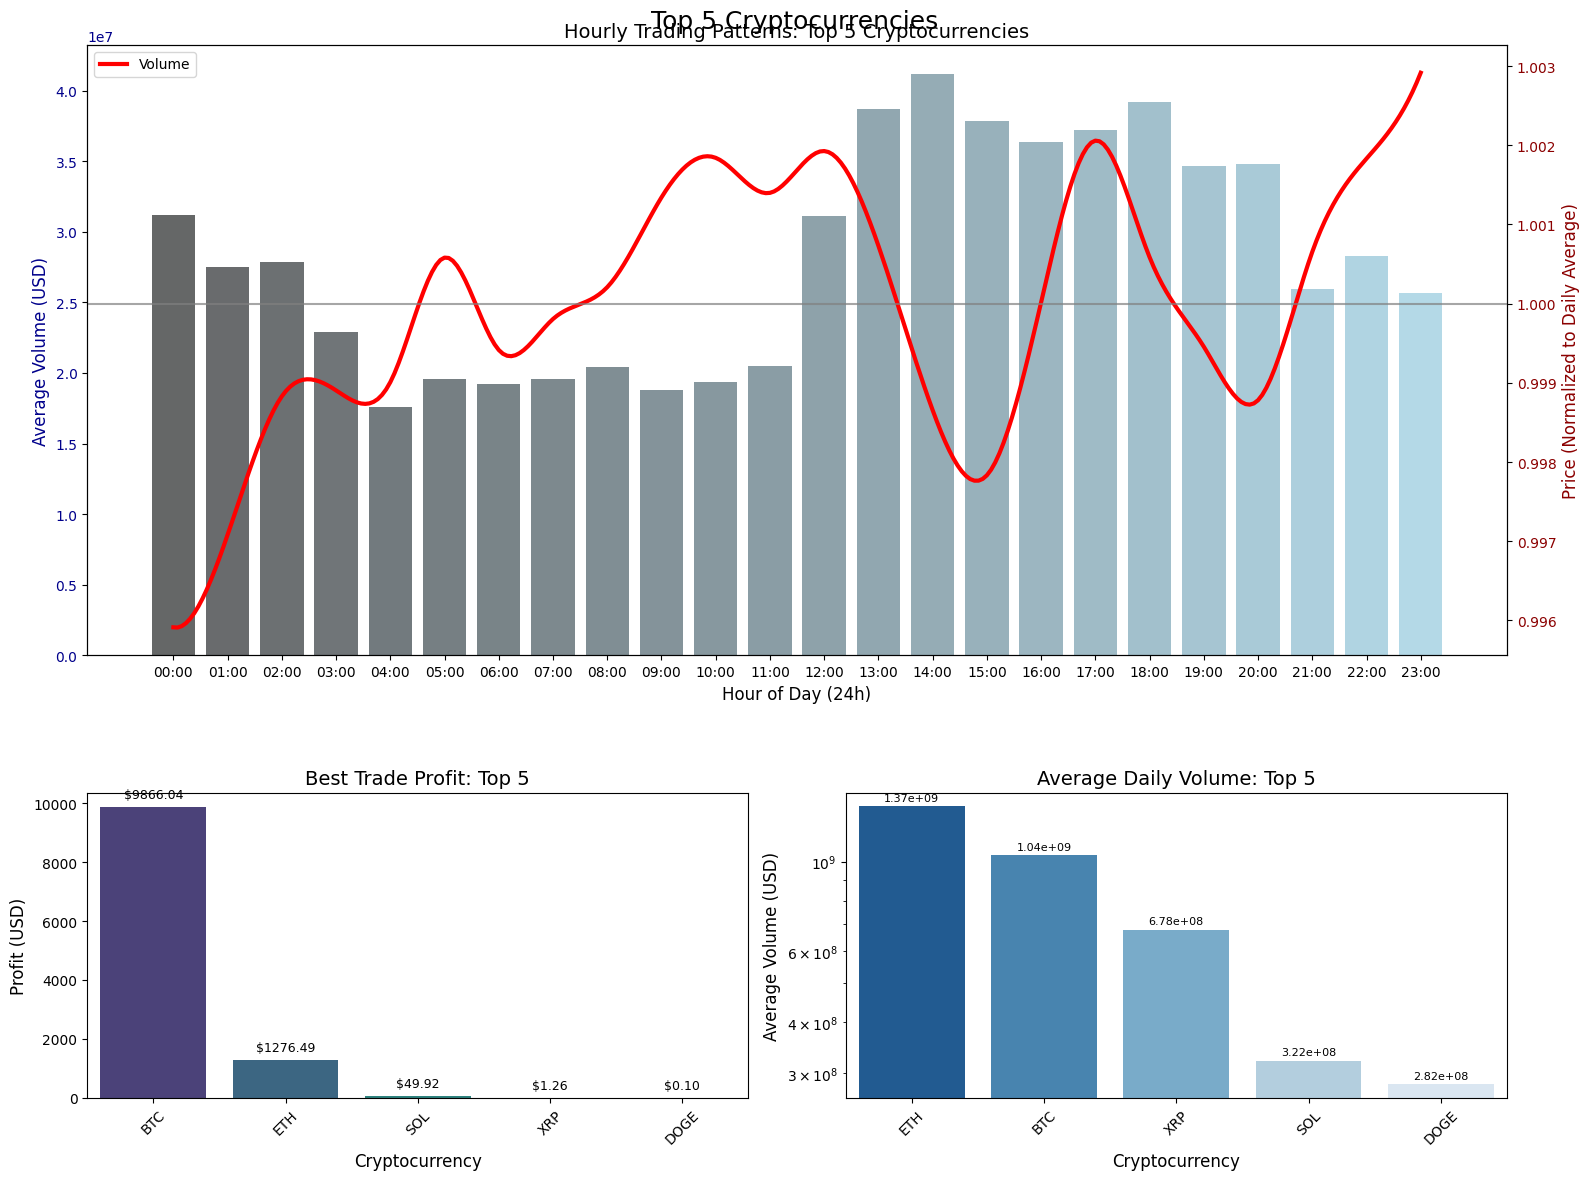 Top 5 Cryptocurrencies
Hourly Trading Patterns: Top 5 Cryptocurrencies
1e7
Volume
4.0
3.5
3.0
2.5
2.0
1.5
1.0
0.5
0.0
Average Volume (USD)
1.003
1.002
1.001
1.000
0.999
0.998
0.997
0.996
Price (Normalized to Daily Average)
00:00 01:00 02:00 03:00 04:00 05:00 06:00 07:00 08:00 09:00 10:00 11:00 12:00 13:00 14:00 15:00 16:00 17:00 18:00 19:00 20:00 21:00 22:00 23:00
Hour of Day (24h)
Best Trade Profit: Top 5
10000
8000
6000
4000
2000
0
Profit (USD)
$9866.04
$1276.49
$49.92
$1.26
$0.10
BTC ETH SOL XRP DOGE
Cryptocurrency
Average Daily Volume: Top 5
10⁹
6 × 10⁸
4 × 10⁸
3 × 10⁸
Average Volume (USD)
1.37e+09
1.04e+09
6.78e+08
3.22e+08
2.82e+08
ETH BTC XRP SOL DOGE
Cryptocurrency